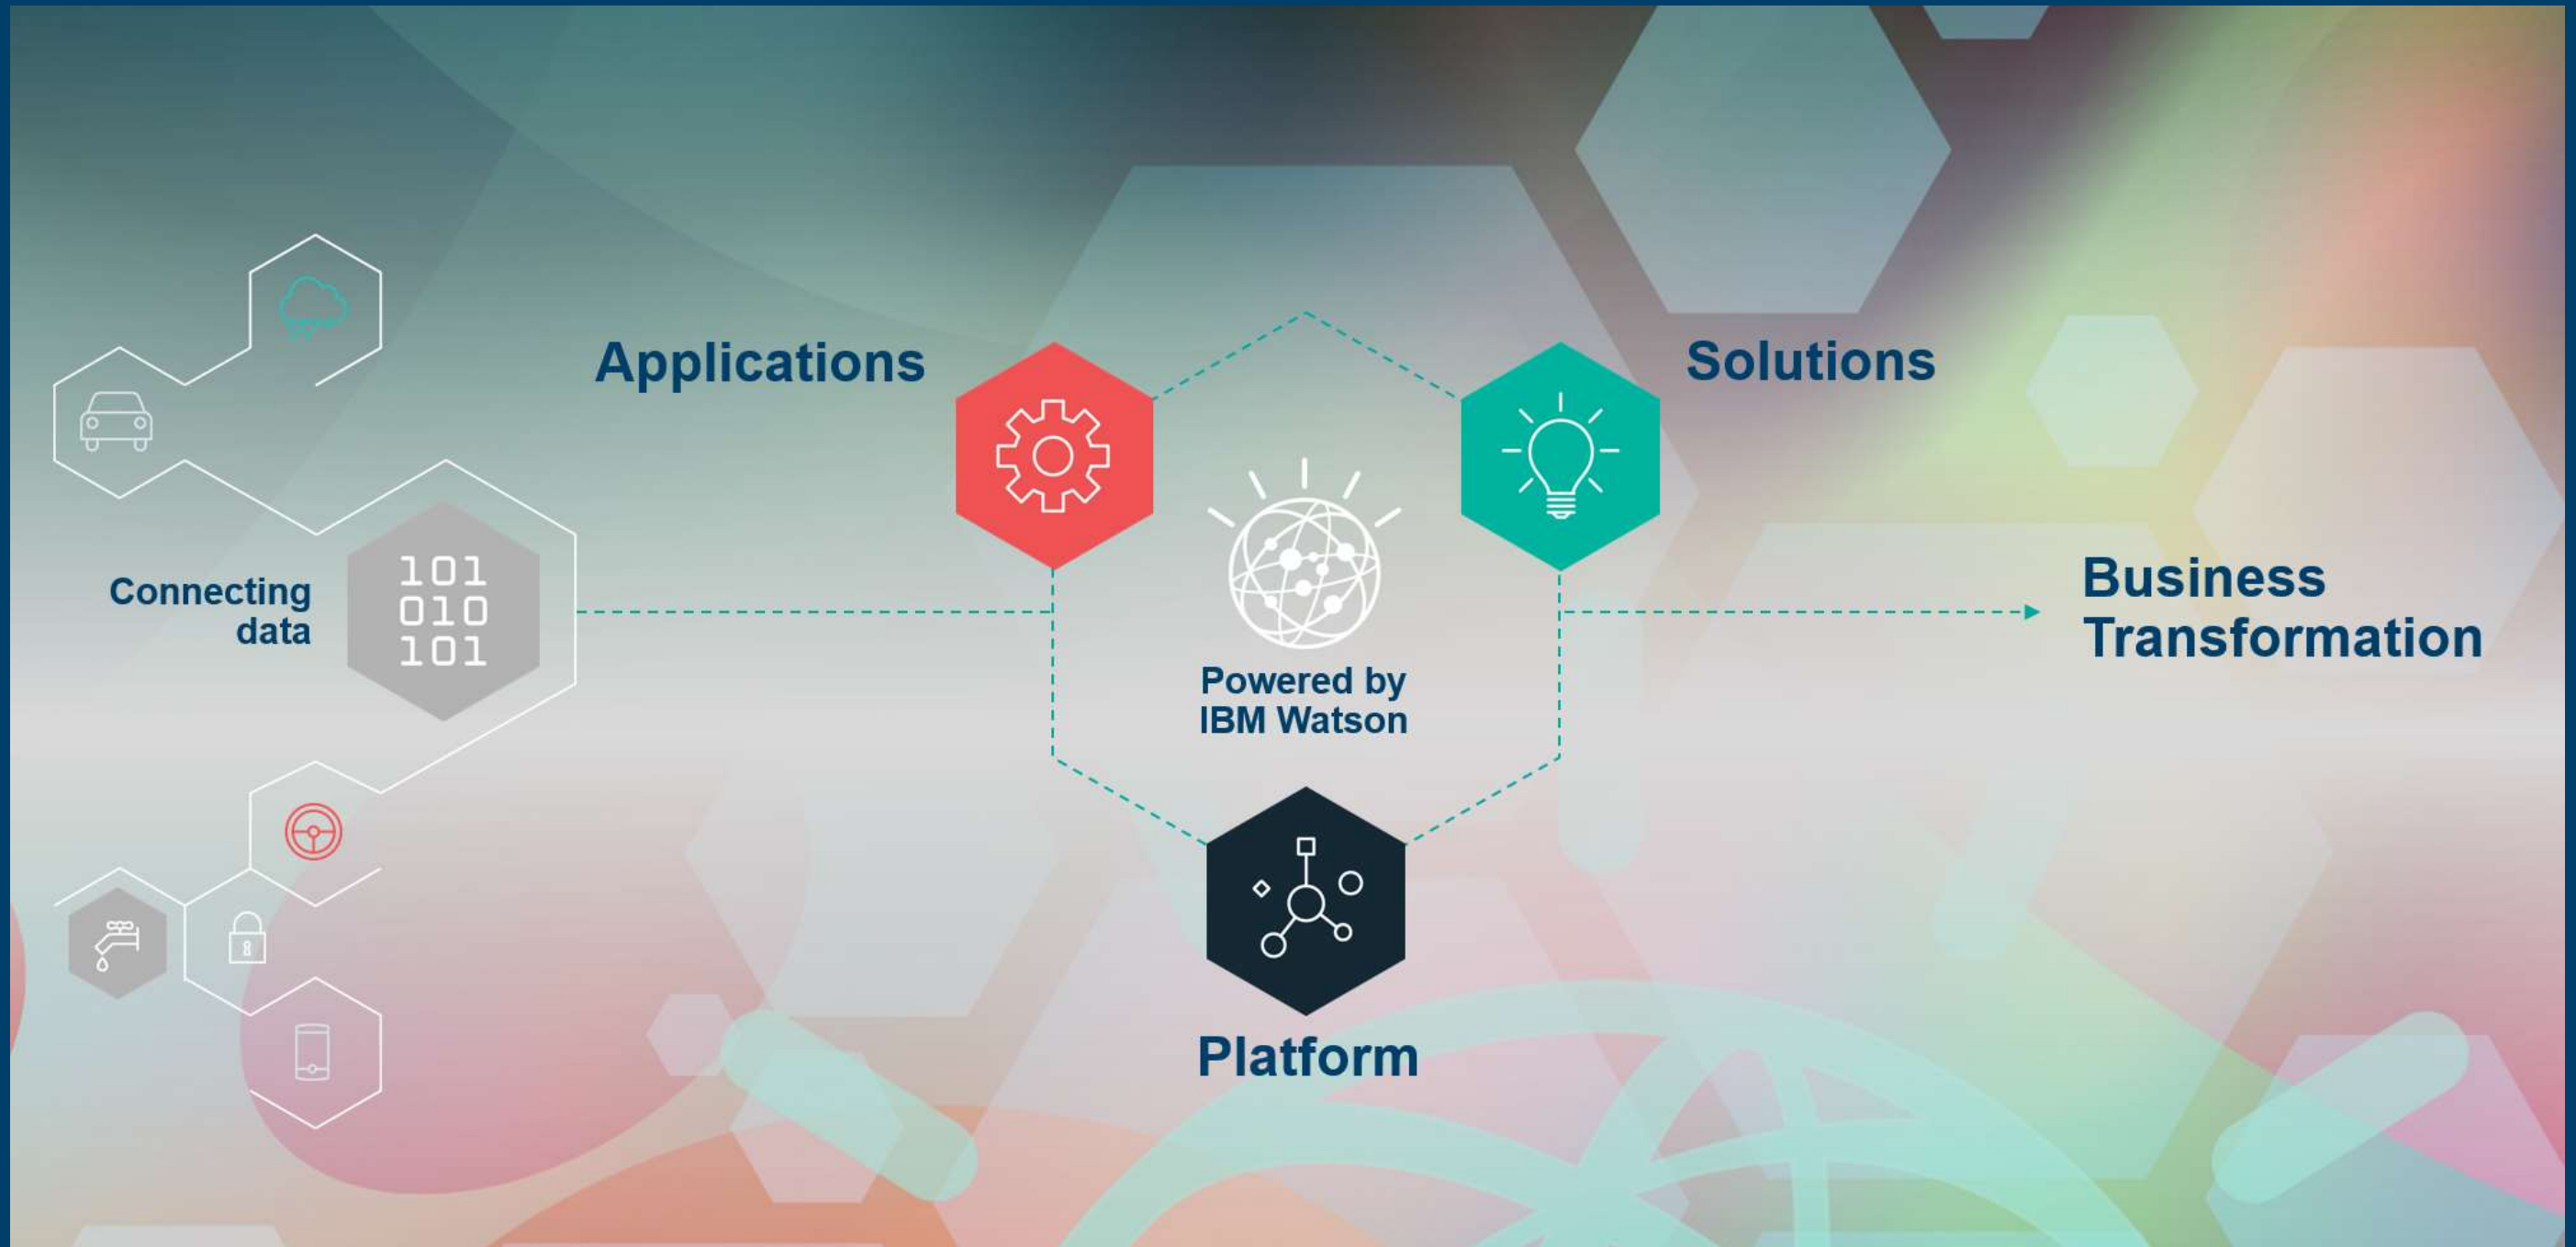 Applications
Solutions
Connecting
data
101
010
101
Powered by
IBM Watson
Business
Transformation
Platform